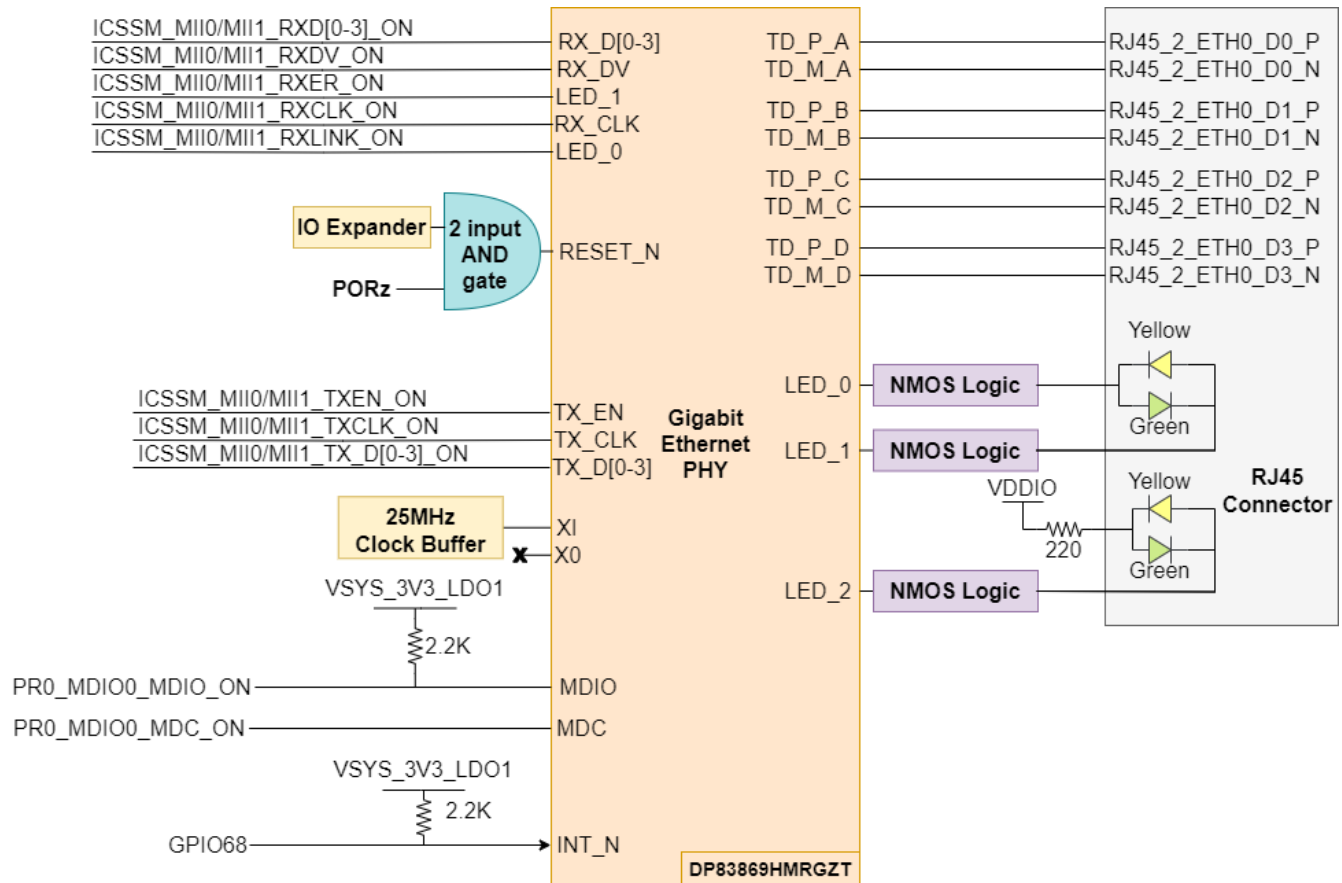 ICSSM_MII0/MII1_RXD[0-3]_ON
ICSSM_MII0/MII1_RXDV_ON
ICSSM_MII0/MII1_RXER_ON
ICSSM_MII0/MII1_RXCLK_ON
ICSSM_MII0/MII1_RXLINK_ON
RX_D[0-3]
RX_DV
LED_1
RX_CLK
LED_0
TD_P_A
TD_M_A
TD_P_B
TD_M_B
TD_P_C
TD_M_C
TD_P_D
TD_M_D
RJ45_2_ETH0_D0_P
RJ45_2_ETH0_D0_N
RJ45_2_ETH0_D1_P
RJ45_2_ETH0_D1_N
RJ45_2_ETH0_D2_P
RJ45_2_ETH0_D2_N
RJ45_2_ETH0_D3_P
RJ45_2_ETH0_D3_N
IO Expander
PORz
2 input
AND
gate
RESET_N
ICSSM_MII0/MII1_TXEN_ON
ICSSM_MII0/MII1_TXCLK_ON
ICSSM_MII0/MII1_TX_D[0-3]_ON
TX_EN
TX_CLK
TX_D[0-3]
Gigabit
Ethernet
PHY
LED_0
NMOS Logic
LED_1
NMOS Logic
Yellow
Green
VDDIO
220
Yellow
Green
RJ45
Connector
LED_2
NMOS Logic
25MHz
Clock Buffer
XI
X0
VSYS_3V3_LDO1
2.2K
PR0_MDIO0_MDIO_ON
MDIO
PR0_MDIO0_MDC_ON
MDC
VSYS_3V3_LDO1
2.2K
GPIO68
INT_N
DP83869HMRGZT